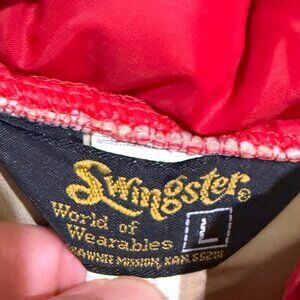 Swingster®
World of
Wearables
L
SHAWNEE MISSION, KAN. 66201